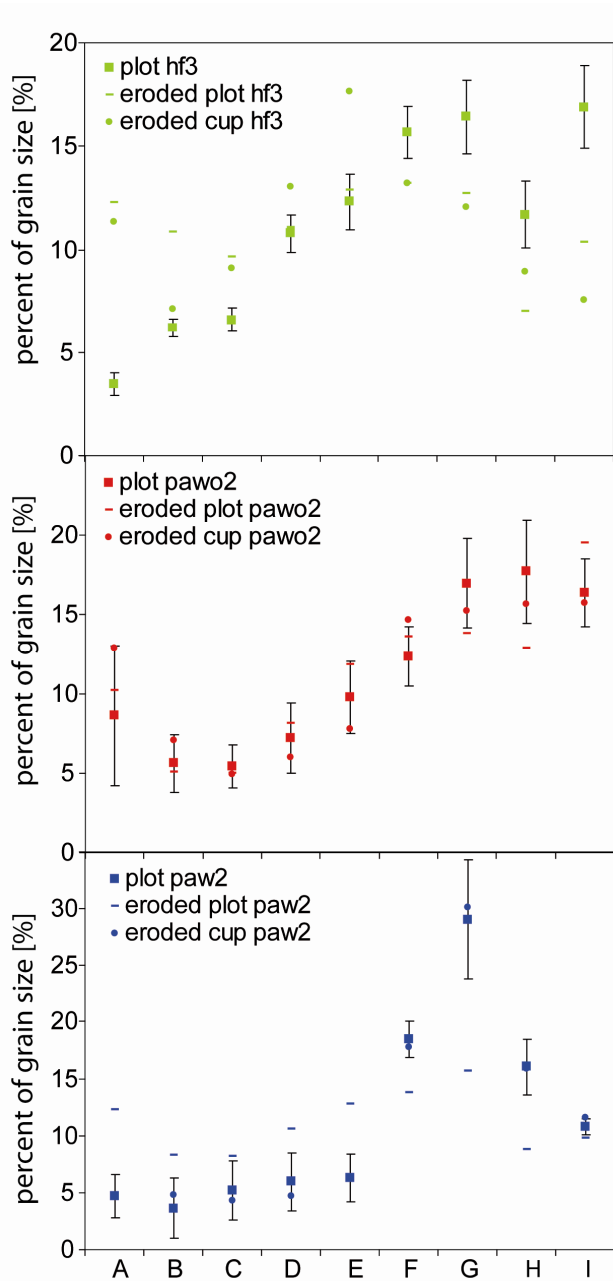 percent of grain size [%]
20
15
10
5
0
plot hf3
eroded plot hf3
eroded cup hf3
percent of grain size [%]
20
15
10
5
0
plot pawo2
eroded plot pawo2
eroded cup pawo2
percent of grain size [%]
30
25
20
15
10
5
0
plot paw2
eroded plot paw2
eroded cup paw2
A B C D E F G H I